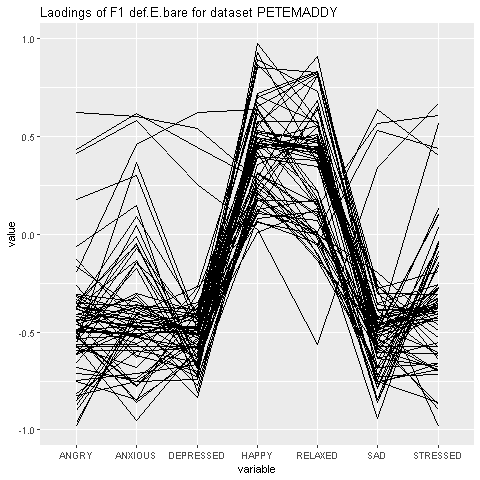 Laodings of F1 def.E.bare for dataset PETEMADDY
1.0
0.5
0.0
-0.5
-1.0
value
ANGRY ANXIOUS DEPRESSED HAPPY RELAXED SAD STRESSED
variable